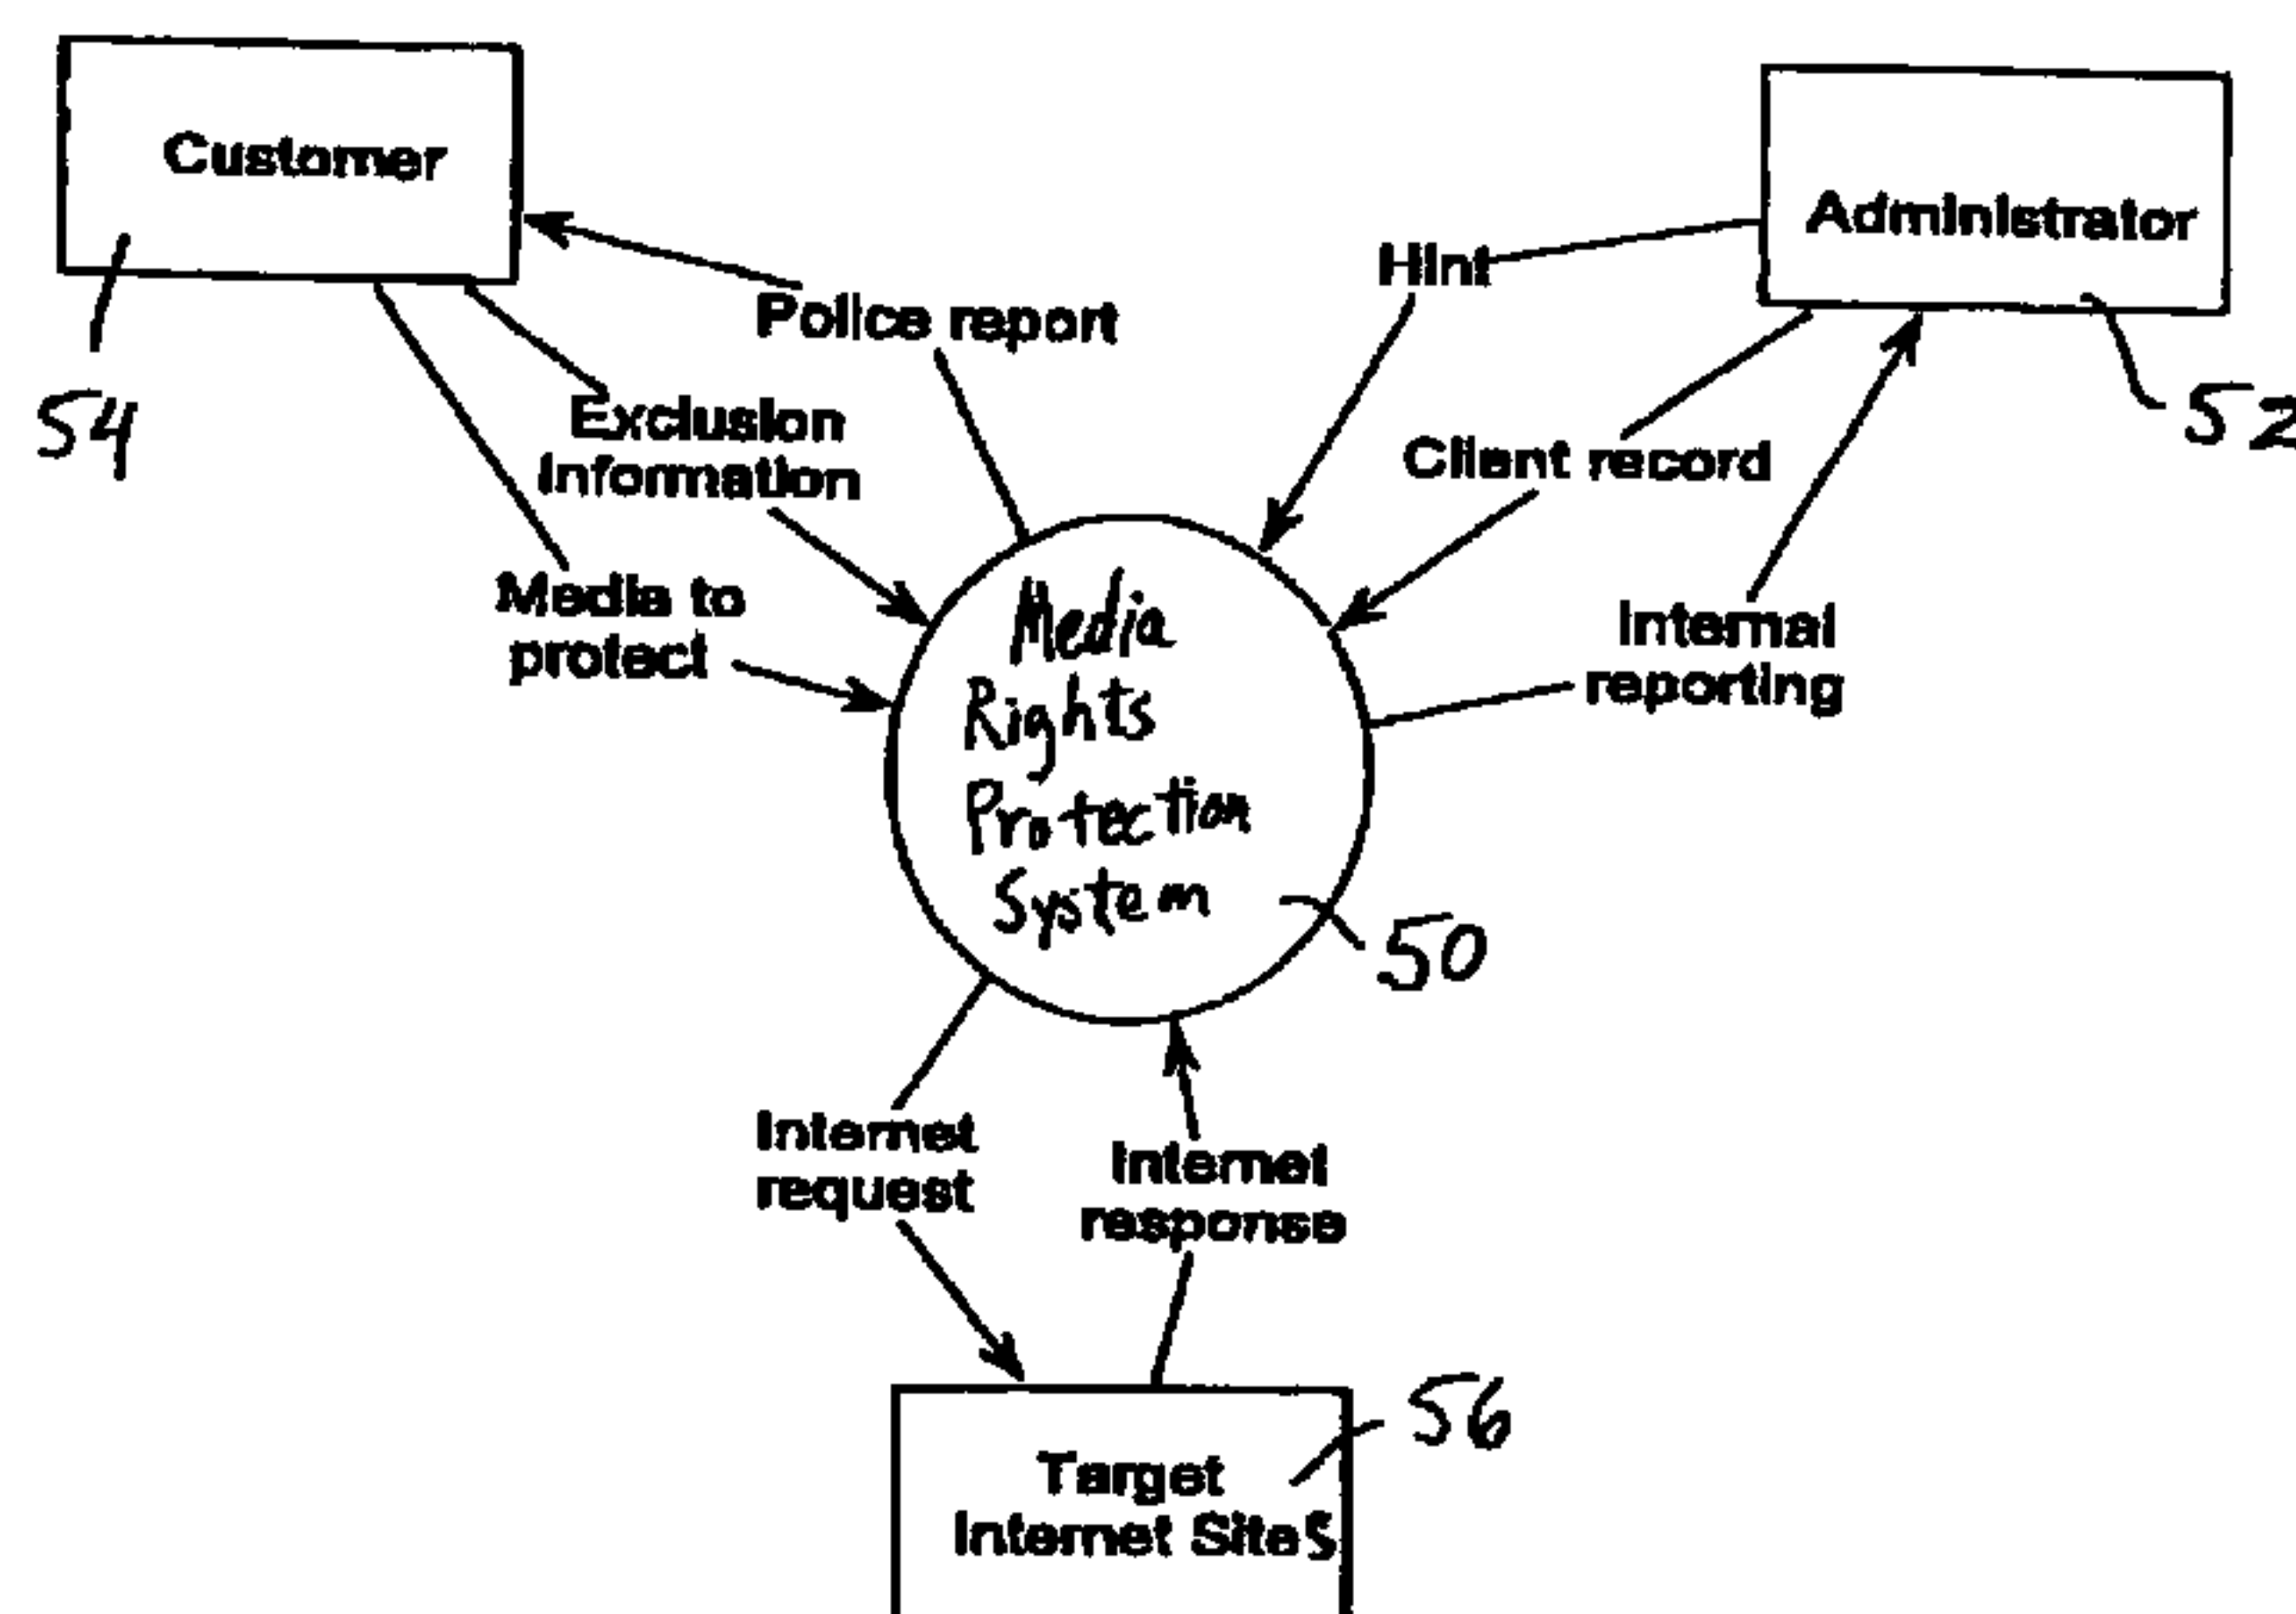 Customer
Administrator
Hint
Police report
54
52
Exclusion
Information
Client record
Media to
protect
Internal
reporting
Media
Rights
Protection
System
50
Internet
request
Internet
response
56
Target
Internet Sites